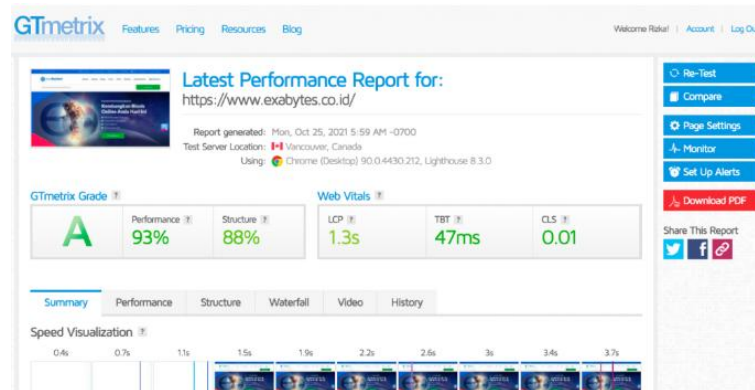 GTmetrix Features Pricing Resources Blog Welcome Rizka! | Account | Log Ou
Latest Performance Report for:
https://www.exabytes.co.id/
Report generated: Mon, Oct 25, 2021 5:59 AM -0700
Test Server Location: Vancouver, Canada
Using: Chrome (Desktop) 90.0.4430.212, Lighthouse 8.3.0
Re-Test
Compare
Page Settings
Monitor
Set Up Alerts
Download PDF
Share This Report
GTmetrix Grade ?
A
Performance ? Structure ?
93% 88%
Web Vitals ?
LCP ? TBT ? CLS ?
1.3s 47ms 0.01
Summary Performance Structure Waterfall Video History
Speed Visualization ?
0.4s 0.7s 1.1s 1.5s 1.9s 2.2s 2.6s 3s 3.4s 3.7s